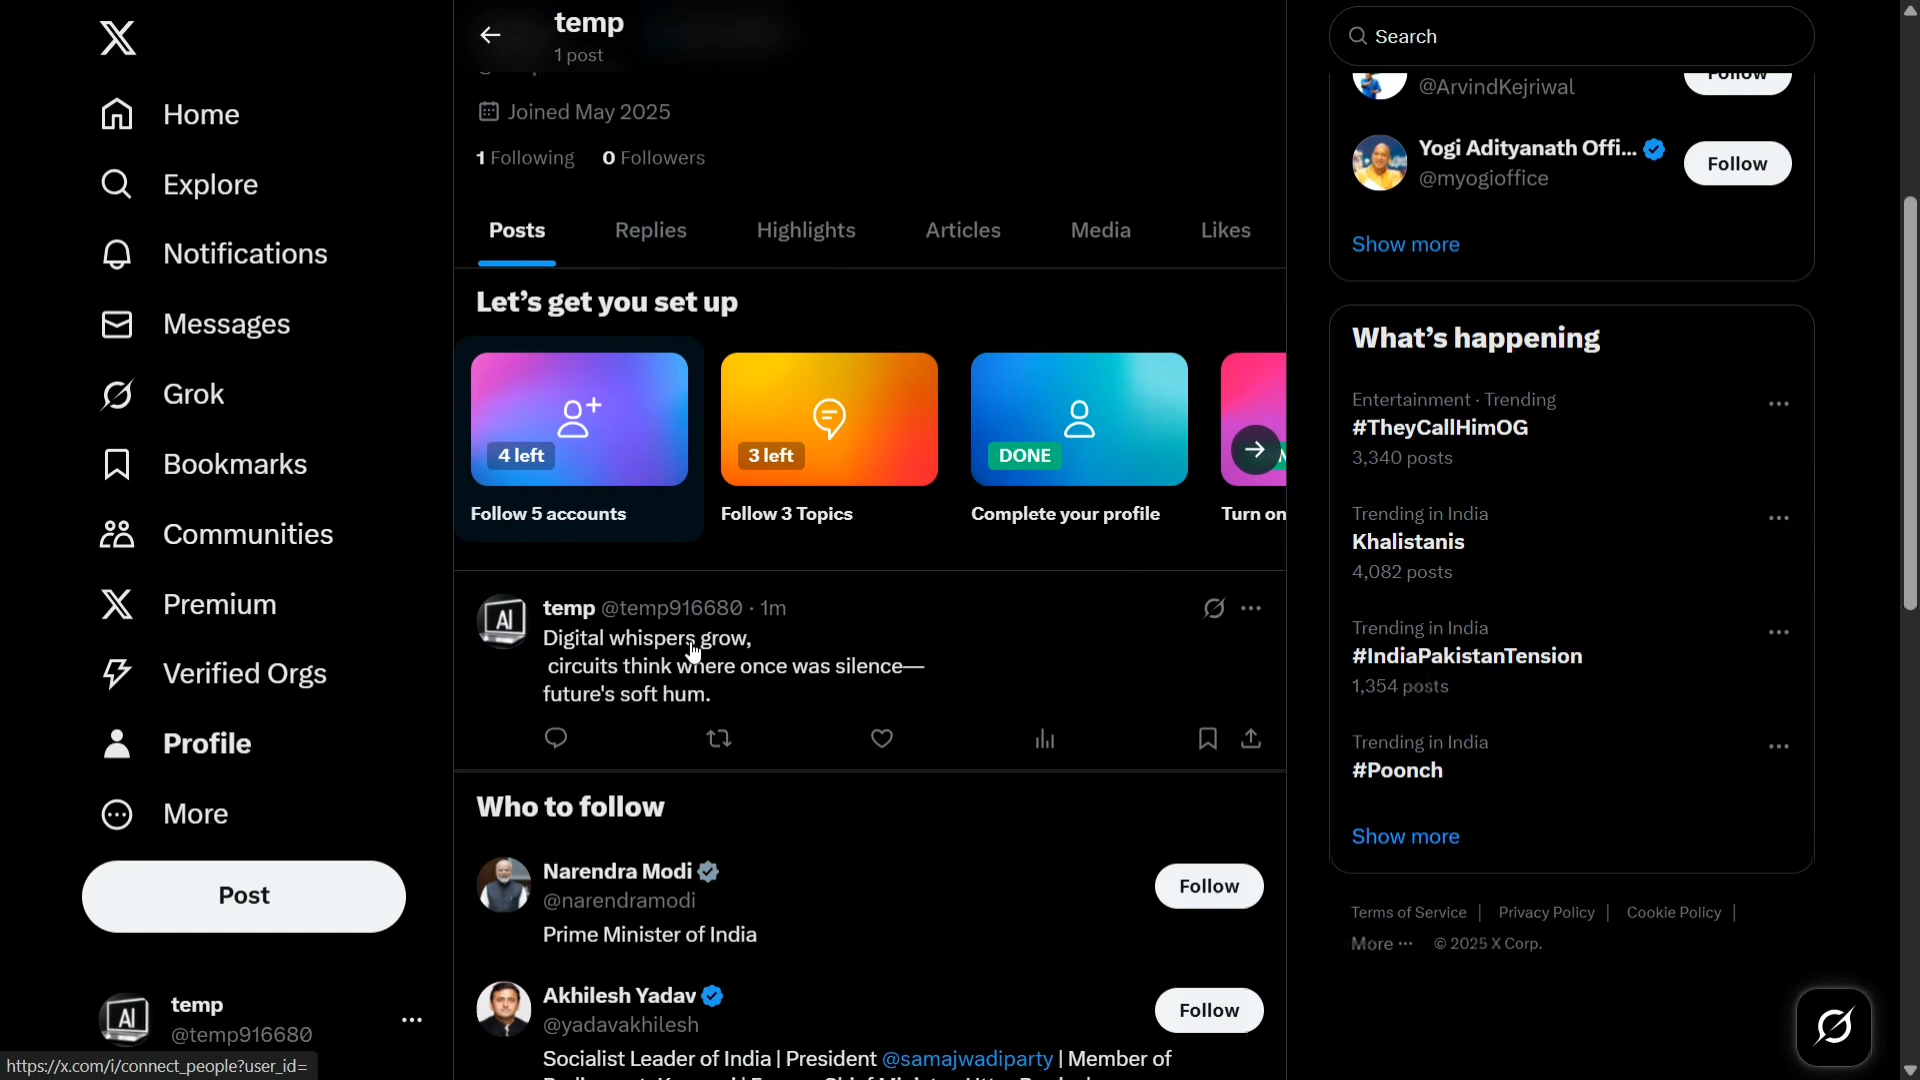 Home
Explore
Notifications
Messages
Grok
Bookmarks
Communities
Premium
Verified Orgs
Profile
More
Post
temp
@temp916680
https://x.com/i/connect_people?user_id=
temp
1 post
Joined May 2025
1 Following 0 Followers
Posts Replies Highlights Articles Media Likes
Let's get you set up
4 left
Follow 5 accounts
3 left
Follow 3 Topics
DONE
Complete your profile
Turn on
AI
temp @temp916680 · 1m
Digital whispers grow,
circuits think where once was silence—
future's soft hum.
Who to follow
Narendra Modi
@narendramodi
Prime Minister of India
Follow
Akhilesh Yadav
@yadavakhilesh
Follow
Socialist Leader of India | President @samajwadiparty | Member of
Search
@ArvindKejriwal
Follow
Yogi Adityanath Offi...
@myogioffice
Follow
Show more
What's happening
Entertainment · Trending
#TheyCallHimOG
3,340 posts
Trending in India
Khalistanis
4,082 posts
Trending in India
#IndiaPakistanTension
1,354 posts
Trending in India
#Poonch
Show more
Terms of Service | Privacy Policy | Cookie Policy |
More ··· © 2025 X Corp.
AI